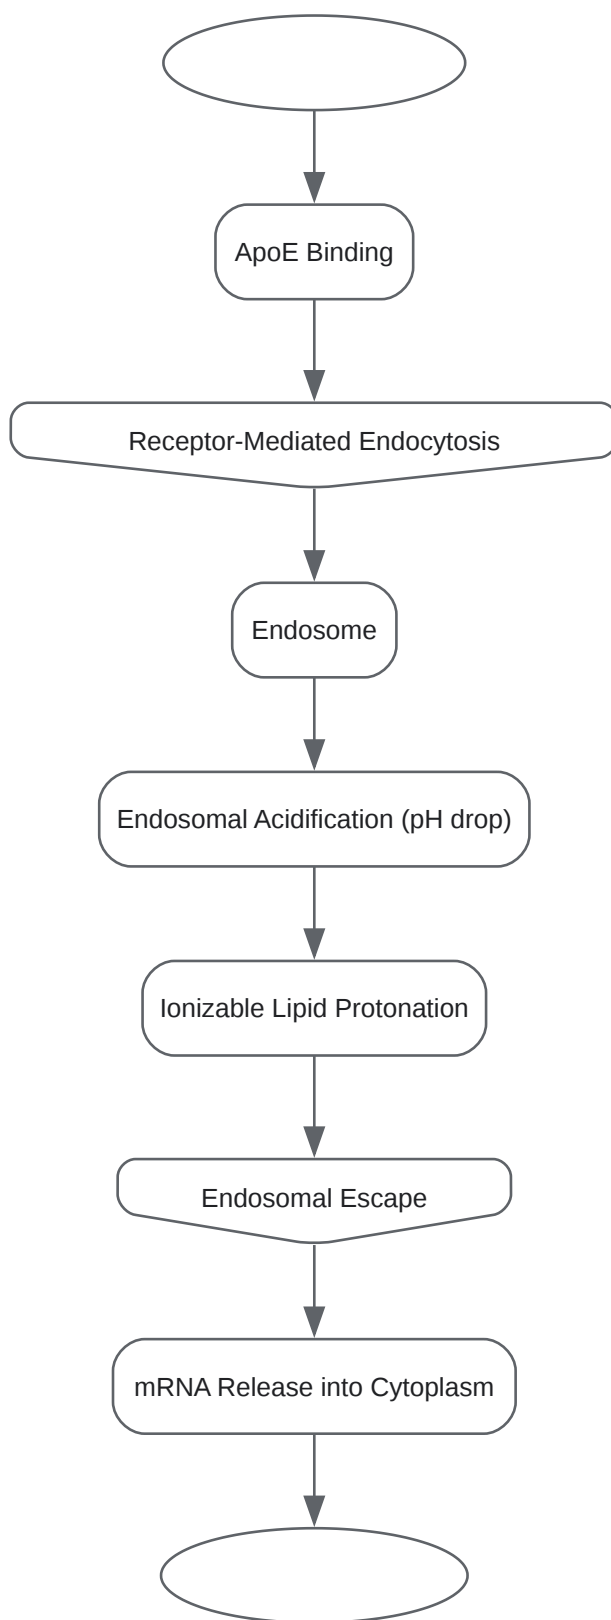 ApoE Binding
Receptor-Mediated Endocytosis
Endosome
Endosomal Acidification (pH drop)
Ionizable Lipid Protonation
Endosomal Escape
mRNA Release into Cytoplasm